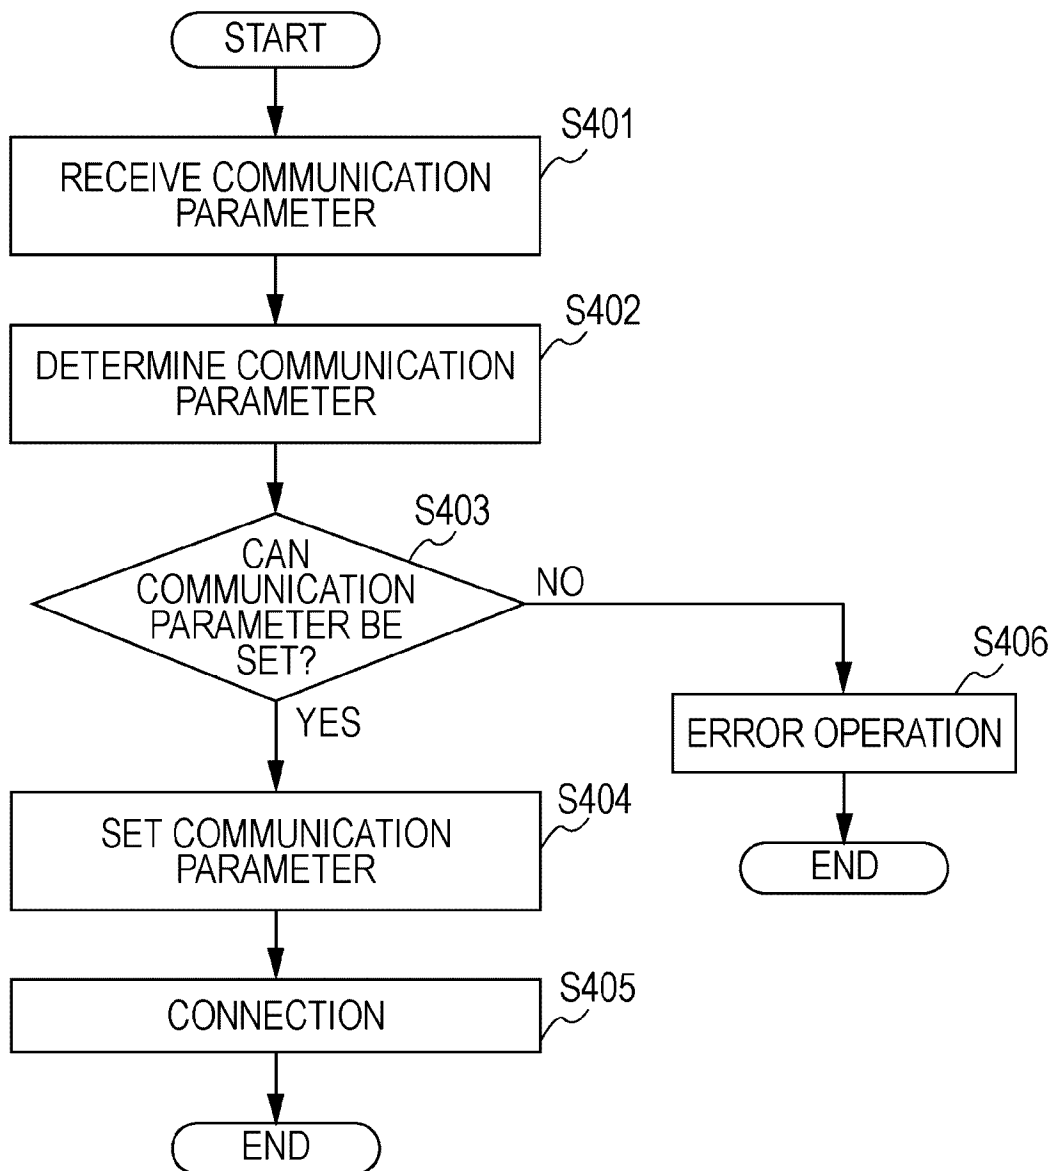 START
S401
RECEIVE COMMUNICATION
PARAMETER
S402
DETERMINE COMMUNICATION
PARAMETER
S403
CAN
COMMUNICATION
PARAMETER BE
SET?
NO
YES
S406
ERROR OPERATION
END
S404
SET COMMUNICATION
PARAMETER
S405
CONNECTION
END